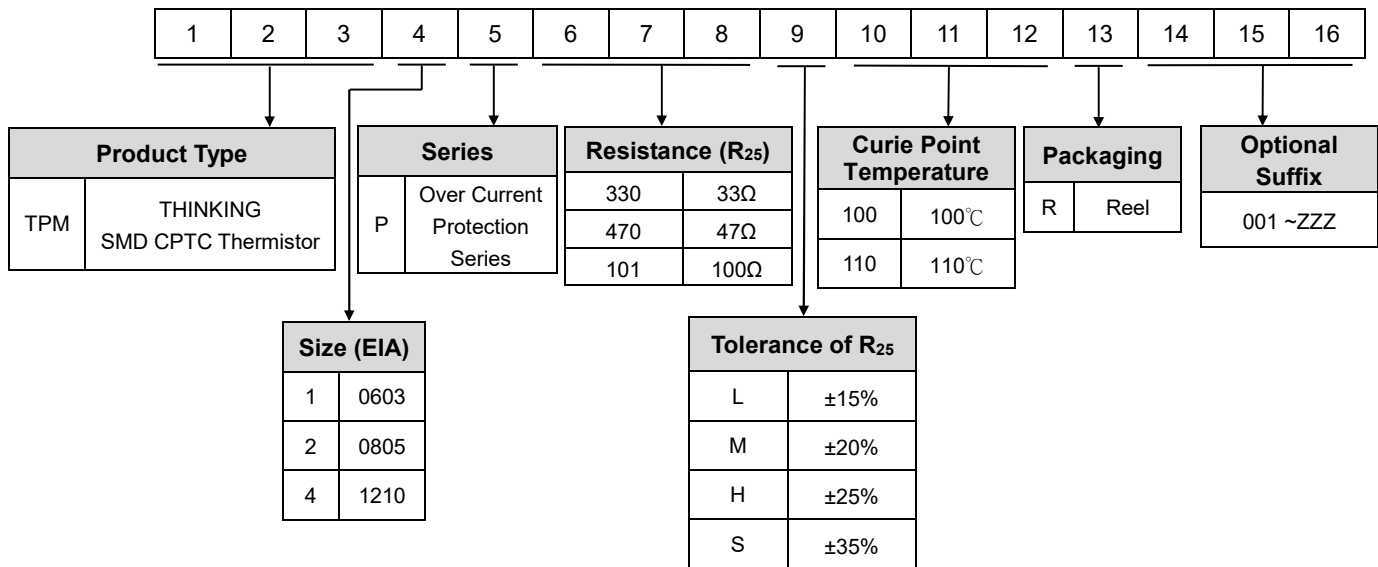 1 2 3 4 5 6 7 8 9 10 11 12 13 14 15 16
Product Type
TPM
THINKING
SMD CPTC Thermistor
Series
P
Over Current
Protection
Series
Resistance (R25)
330 33Ω
470 47Ω
101 100Ω
Curie Point
Temperature
100 100℃
110 110℃
Packaging
R Reel
Optional
Suffix
001 ~ZZZ
Size (EIA)
1 0603
2 0805
4 1210
Tolerance of R25
L ±15%
M ±20%
H ±25%
S ±35%